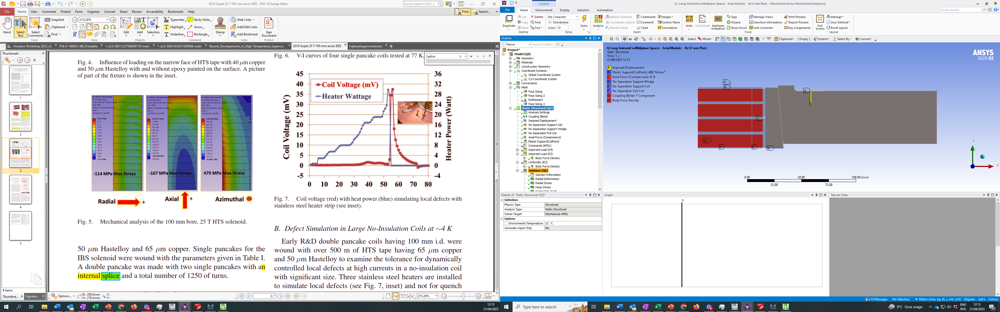 2019 Gupta 25 T 100 mm axion IEEE - PDF-XChange Editor
Quick Launch (Ctrl+.)
File Home View Comment Protect Form Organize Convert Share Review Accessibility Bookmarks Help
Find... Search...
Hand
Select Text
Select Comments
Snapshot
Clipboard
Find
Tools
215.28%
View
Edit
Add
Selection
Objects
Typewriter
Highlight
Underline
Sticky Note
Arrow
Rectangle
Stamp
Comment
Web Links
Add/Edit Links
Add Bookmark
Links
Sign Document
Protect
Houston Workshop 2023_v3
P36-E-160825-488_Printable
1-s2.0-S0011227506000178-main
1-s2.0-S0921453411000906-main
Recent_Developments_in_High-Temperature_Superco..
2019 Gupta 25 T 100 mm axion IEEE
FujikuraSuperconductor
Thumbnails
1
2
3
4
5
5 items
Thumbna..
Signatur..
splice
Fig. 4. Influence of loading on the narrow face of HTS tape with 40 μm copper
and 50 μm Hastelloy with and without epoxy painted on the surface. A picture
of part of the fixture is shown in the inset.
-114 MPa Max Stress
-167 MPa Max Stress
479 MPa Max Stress
Radial +
Axial +
Azimuthal
Fig. 5. Mechanical analysis of the 100 mm bore, 25 T HTS solenoid.
50 μm Hastelloy and 65 μm copper. Single pancakes for the
IBS solenoid were wound with the parameters given in Table I.
A double pancake was made with two single pancakes with an
internal splice and a total number of 1250 of turns.
Fig. 6. V-I curves of four single pancake coils tested at 77 K.
Coil Voltage (mV)
Heater Wattage
Coil Voltage (mV)
45
40
35
30
25
20
15
10
5
0
-5
36
32
28
24
20
16
12
8
4
0
-4
Heater Power (Watt)
0 10 20 30 40 50 60 70 80
Fig. 7. Coil voltage (red) with heat power (blue) simulating local defects with
stainless steel heater strip (see inset).
B. Defect Simulation in Large No-Insulation Coils at ~4 K
Early R&D double pancake coils having 100 mm i.d. were
wound with over 500 m of HTS tape having 65 μm copper
and 50 μm Hastelloy to examine the tolerance for dynamically
controlled local defects at high currents in a no-insulation coil
with significant size. Three stainless steel heaters are installed
to simulate local defects (see Fig. 7, inset) and not for quench
Options...
W: 209.6mm
H: 279.4mm
X:
Y:
3/5
215.28%
12:13
21/04/2023
Context
Q : Long Solenoid w/Midplane Spacer - Axial Module - 8x12 mm Plast. - Mechanical [Ansys Mechanical Enterprise]
File Home Environment Display Selection Automation
Quick Launch
Duplicate
Cut
Copy
Paste
Delete
Find
Tree
Outline
My Computer
Distributed
Cores 10
Solve
Solve
Analysis
Named Selection
Coordinate System
Remote Point
Commands
Comment
Chart
Images
Section Plane
Annotation
Insert
Units
Worksheet
Keyframe Animation
Tags
Wizard
Show Errors
Manage Views
Selection Information
Unit Converter
Print Preview
Report Preview
Key Assignments
Tools
Full Screen
Manage
User Defined
Reset Layout
Layout
Select Mode Clipboard [ Empty ] Extend Select By Convert
Outline
Name
Search Outline
Project*
Model (Q4)
Geometry
Materials
Construction Geometry
Coordinate Systems
Global Coordinate System
Cyl Coordinate System
Connections
Mesh
Face Sizing
Face Sizing 2
Refinement
Face Sizing 3
Static Structural (Q5)
Analysis Settings
Coupling (Beta)
Imposed Displacement
No Separation Support Coil
No Separation Support Wedge
No Separation Full Coil
Axial Force (Compressive)
Elastic Support(CoilPack)
Commands (APDL)
Imported Load (S4)
Imported Load (P2)
Body Force Density
UniformBy (R2)
Body Force Density
Solution (Q6)
Solution Information
Radial Deformation
Radial Stress
Hoop Stress
Details of "Static Structural (Q5)"
Definition
Physics Type Structural
Analysis Type Static Structural
Solver Target Mechanical APDL
Options
Environment Temperature 22. °C
Generate Input Only No
Q: Long Solenoid w/Midplane Spacer - Axial Module - 8x12 mm Plast.
Static Structural
Time: 1. s
21/04/2023 12:13
A Imposed Displacement
B Elastic Support(CoilPack): 400. N/mm³
C Axial Force (Compressive): 0. N
D No Separation Support Wedge
E No Separation Support Coil
F No Separation Full Coil
G Coupling (Beta): Y Component
H Body Force Density
ANSYS
2020 R2
G
B
A
C
H
F
E
D
Y
X
0.00 50.00 100.00 (mm)
25.00 75.00
Graph
1.
Tabular Data
10 Messages No Selection Metric (mm, kg, N, s, mV, mA) Degrees rad/s Celsius
Type here to search
9°C Gros orage
ENG
INTL
12:13
21/04/2023